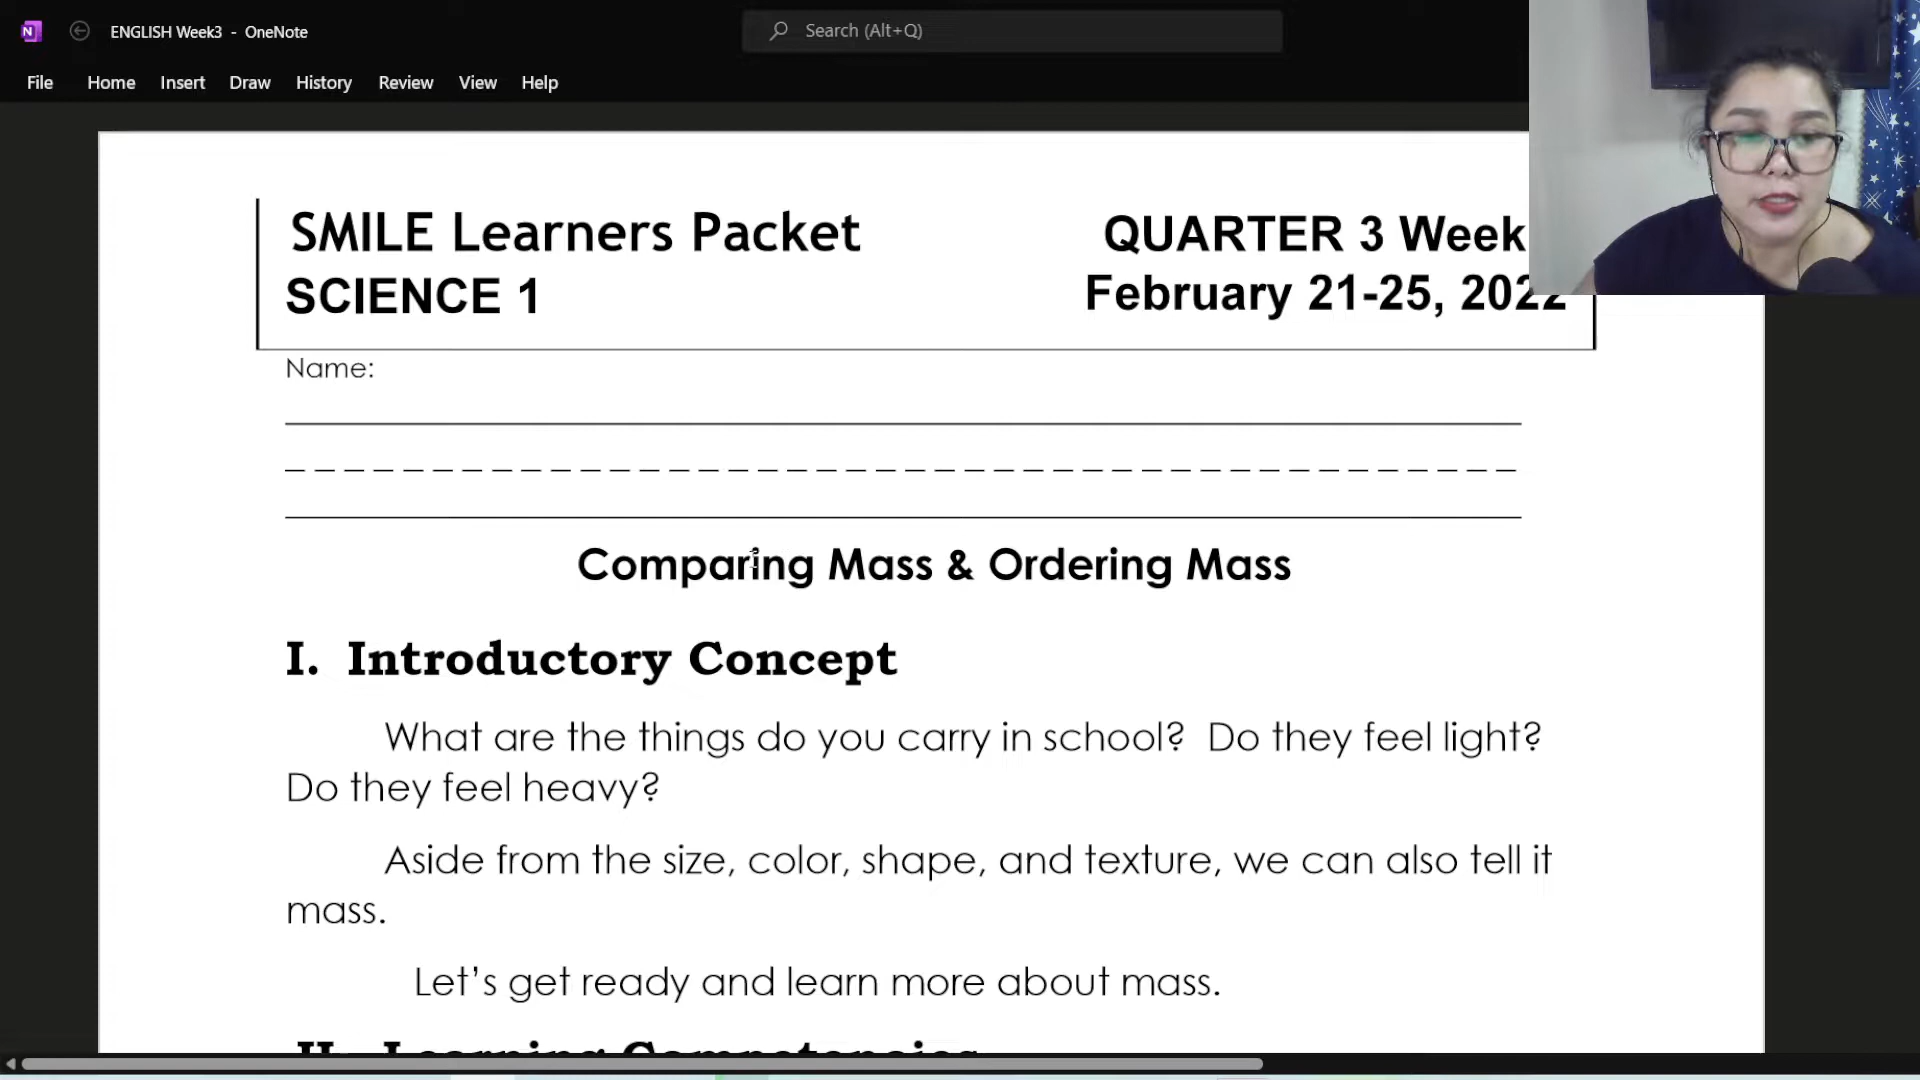 ENGLISH Week3 - OneNote
Search (Alt+Q)
File Home Insert Draw History Review View Help
SMILE Learners Packet
SCIENCE 1
QUARTER 3 Week
February 21-25, 2022
Name:
Comparing Mass & Ordering Mass
I. Introductory Concept
What are the things do you carry in school? Do they feel light?
Do they feel heavy?
Aside from the size, color, shape, and texture, we can also tell it
mass.
Let's get ready and learn more about mass.
II. Learning Competencies